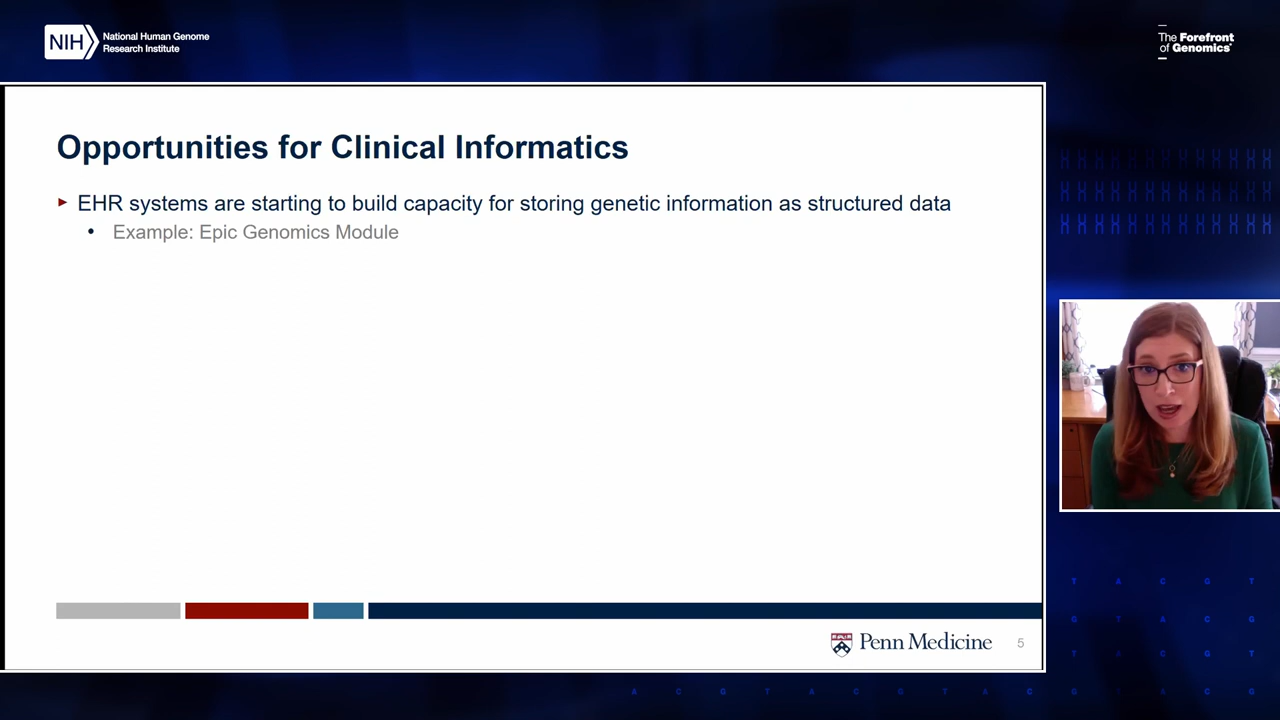 NIH
National Human Genome
Research Institute
The Forefront
of Genomics®
Opportunities for Clinical Informatics
EHR systems are starting to build capacity for storing genetic information as structured data
Example: Epic Genomics Module
Penn Medicine
5
T A C G T
G T A C G
T A C G T
A C G T A C G T A C G T A C G